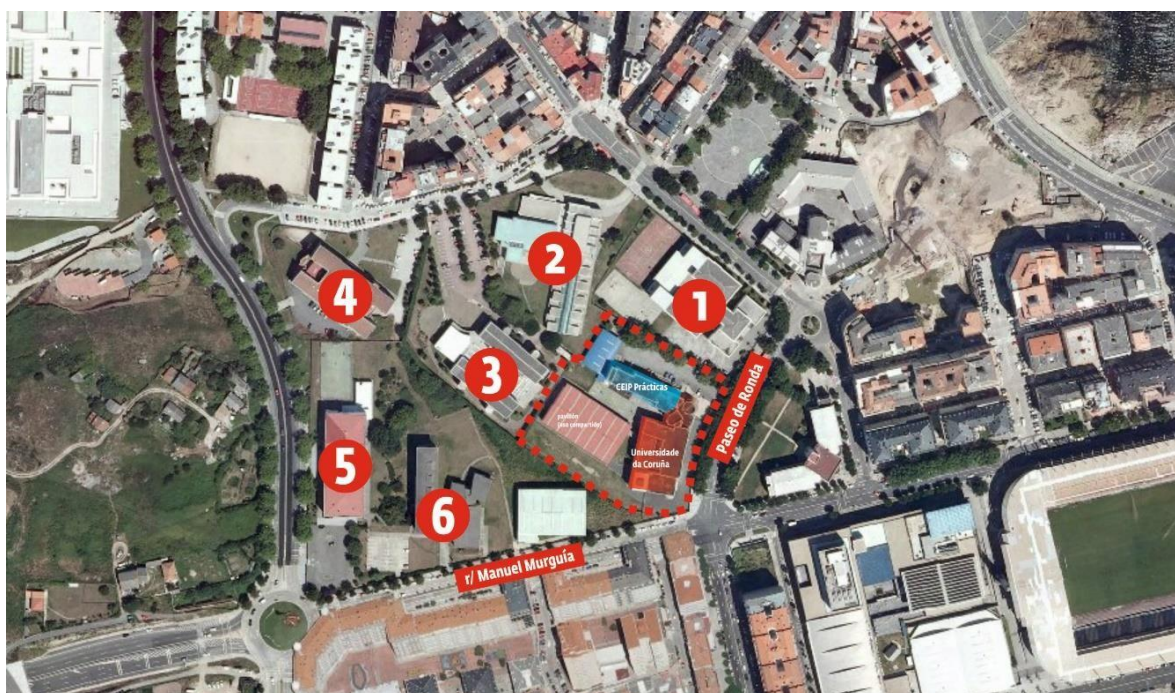 2
1
4
3
CEIP Prácticas
Paseo de Ronda
pavillón
(uso compartido)
Universidade
da Coruña
5
6
r/ Manuel Murguía